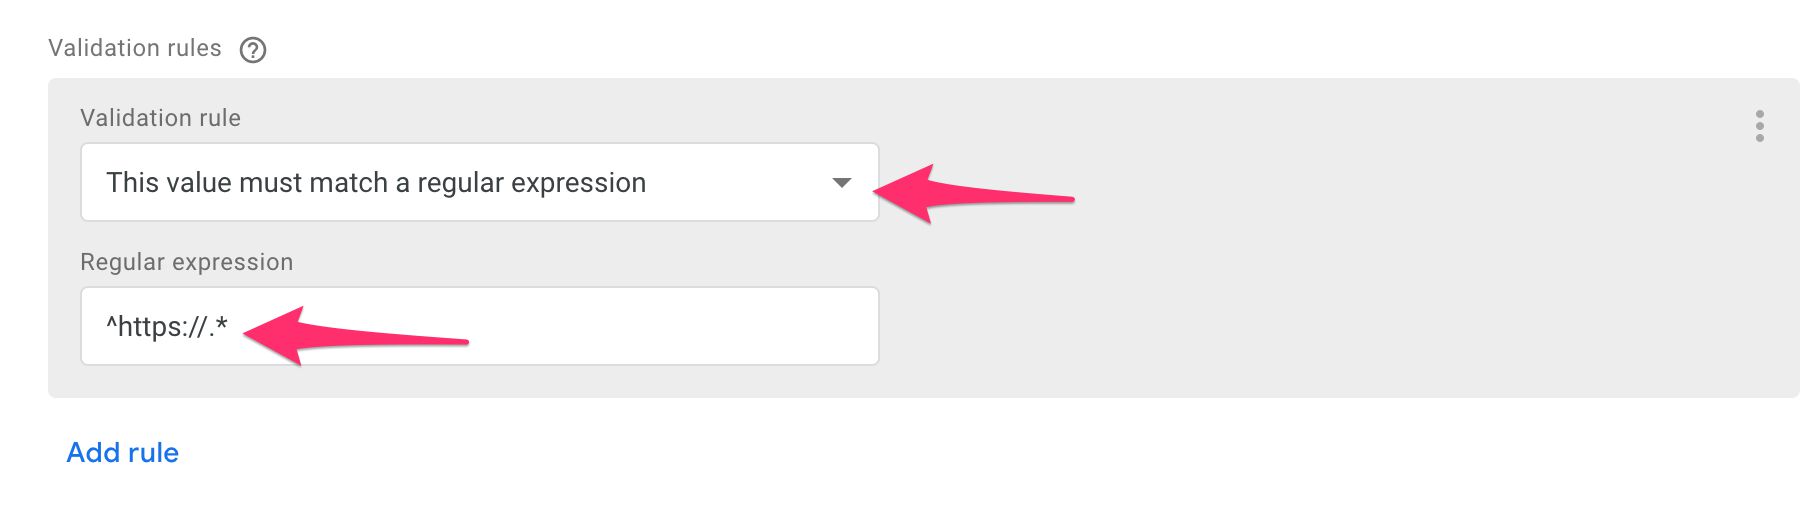 Validation rules
Validation rule
This value must match a regular expression
Regular expression
^https://.*
Add rule